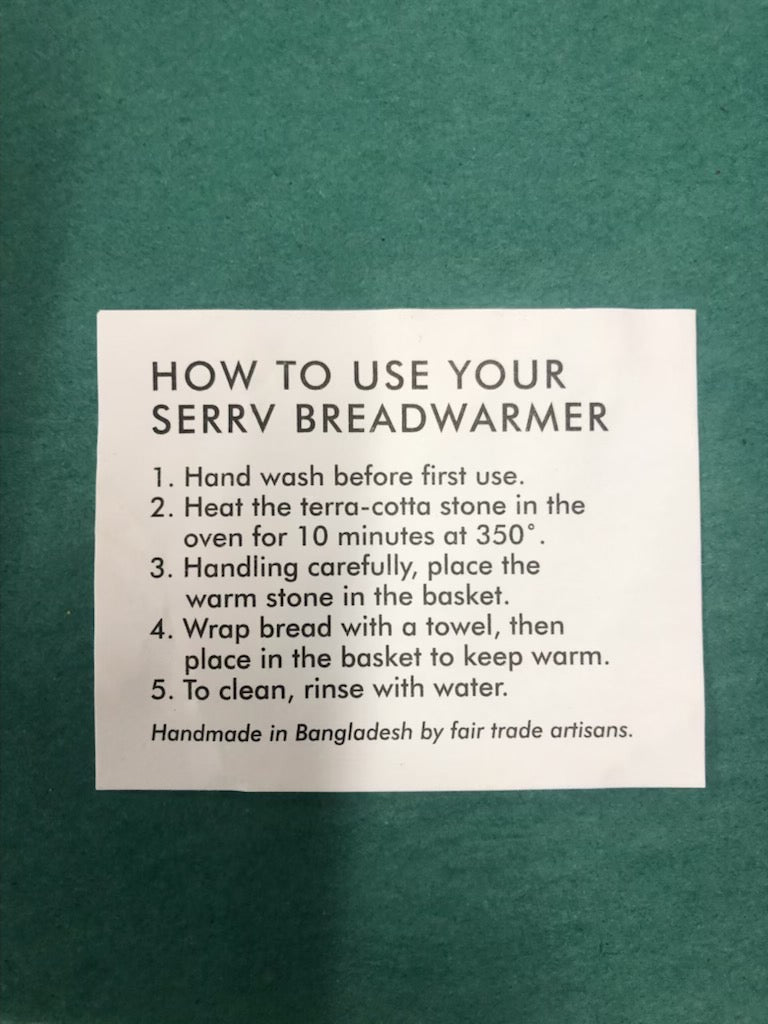 HOW TO USE YOUR
SERRV BREADWARMER
1. Hand wash before first use.
2. Heat the terra-cotta stone in the
oven for 10 minutes at 350°.
3. Handling carefully, place the
warm stone in the basket.
4. Wrap bread with a towel, then
place in the basket to keep warm.
5. To clean, rinse with water.
Handmade in Bangladesh by fair trade artisans.